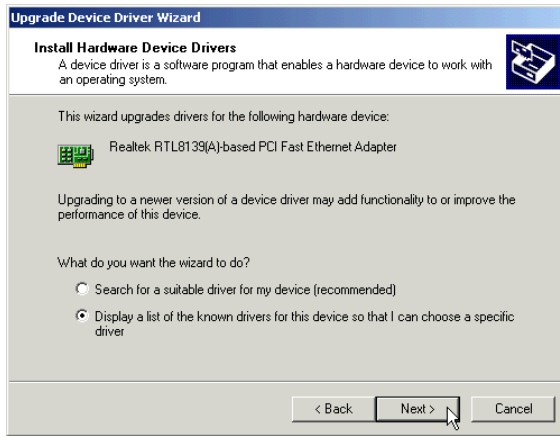 Upgrade Device Driver Wizard
Install Hardware Device Drivers
A device driver is a software program that enables a hardware device to work with
an operating system.
This wizard upgrades drivers for the following hardware device:
Realtek RTL8139(A)-based PCI Fast Ethernet Adapter
Upgrading to a newer version of a device driver may add functionality to or improve the
performance of this device.
What do you want the wizard to do?
Search for a suitable driver for my device (recommended)
Display a list of the known drivers for this device so that I can choose a specific
driver
< Back Next > Cancel